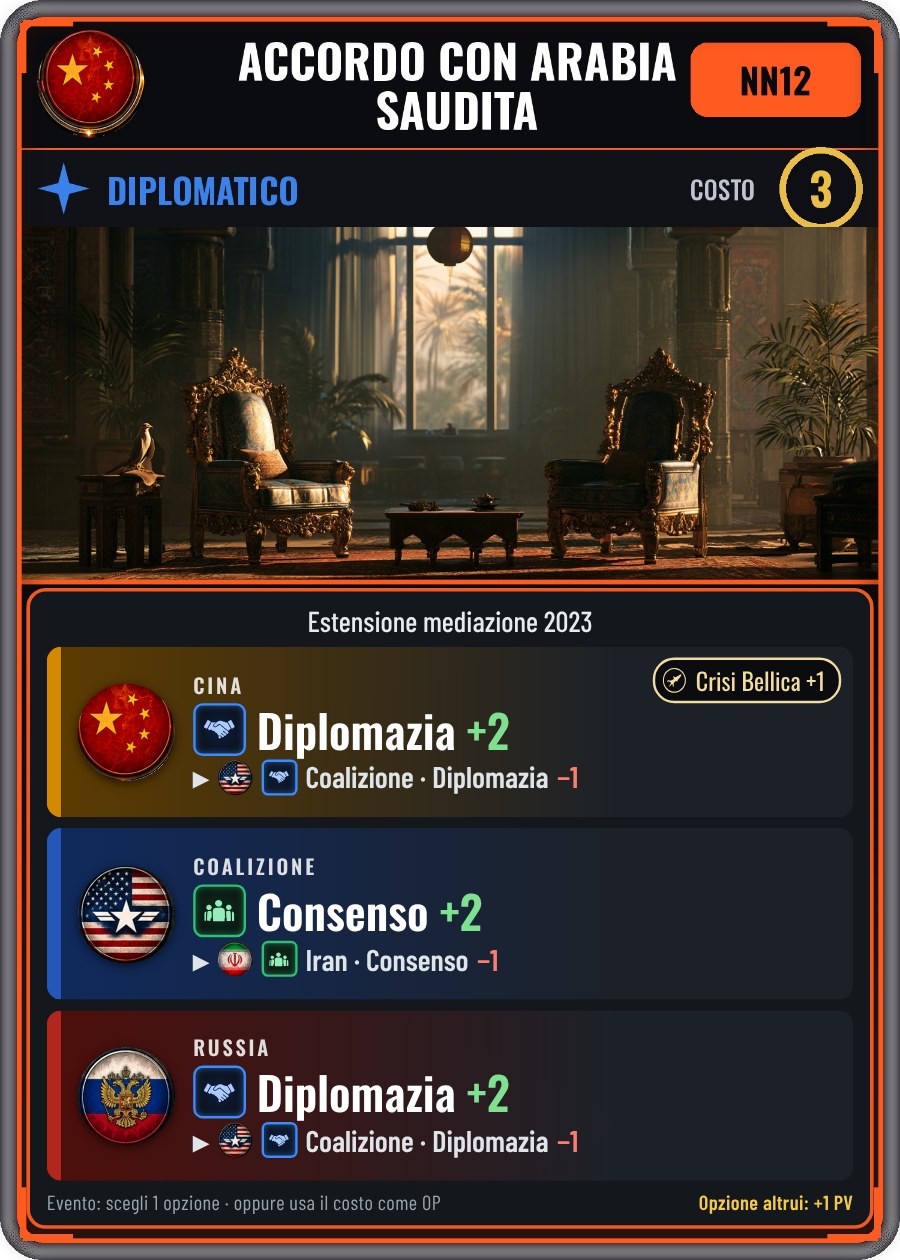 ACCORDO CON ARABIA
SAUDITA
NN12
DIPLOMATICO
COSTO
3
Estensione mediazione 2023
CINA
Crisi Bellica +1
Diplomazia +2
▶ Coalizione · Diplomazia −1
COALIZIONE
Consenso +2
▶ Iran · Consenso −1
RUSSIA
Diplomazia +2
▶ Coalizione · Diplomazia −1
Evento: scegli 1 opzione · oppure usa il costo come OP
Opzione altrui: +1 PV